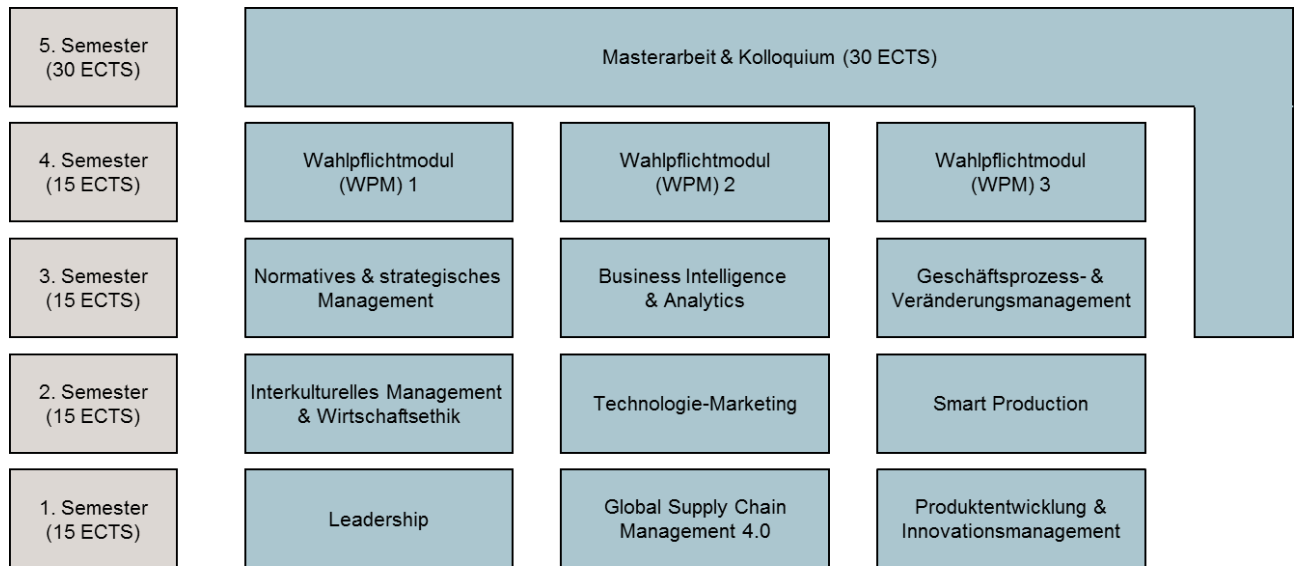 5. Semester
(30 ECTS)
Masterarbeit & Kolloquium (30 ECTS)
4. Semester
(15 ECTS)
Wahlpflichtmodul
(WPM) 1
Wahlpflichtmodul
(WPM) 2
Wahlpflichtmodul
(WPM) 3
3. Semester
(15 ECTS)
Normatives & strategisches
Management
Business Intelligence
& Analytics
Geschäftsprozess- &
Veränderungsmanagement
2. Semester
(15 ECTS)
Interkulturelles Management
& Wirtschaftsethik
Technologie-Marketing
Smart Production
1. Semester
(15 ECTS)
Leadership
Global Supply Chain
Management 4.0
Produktentwicklung &
Innovationsmanagement